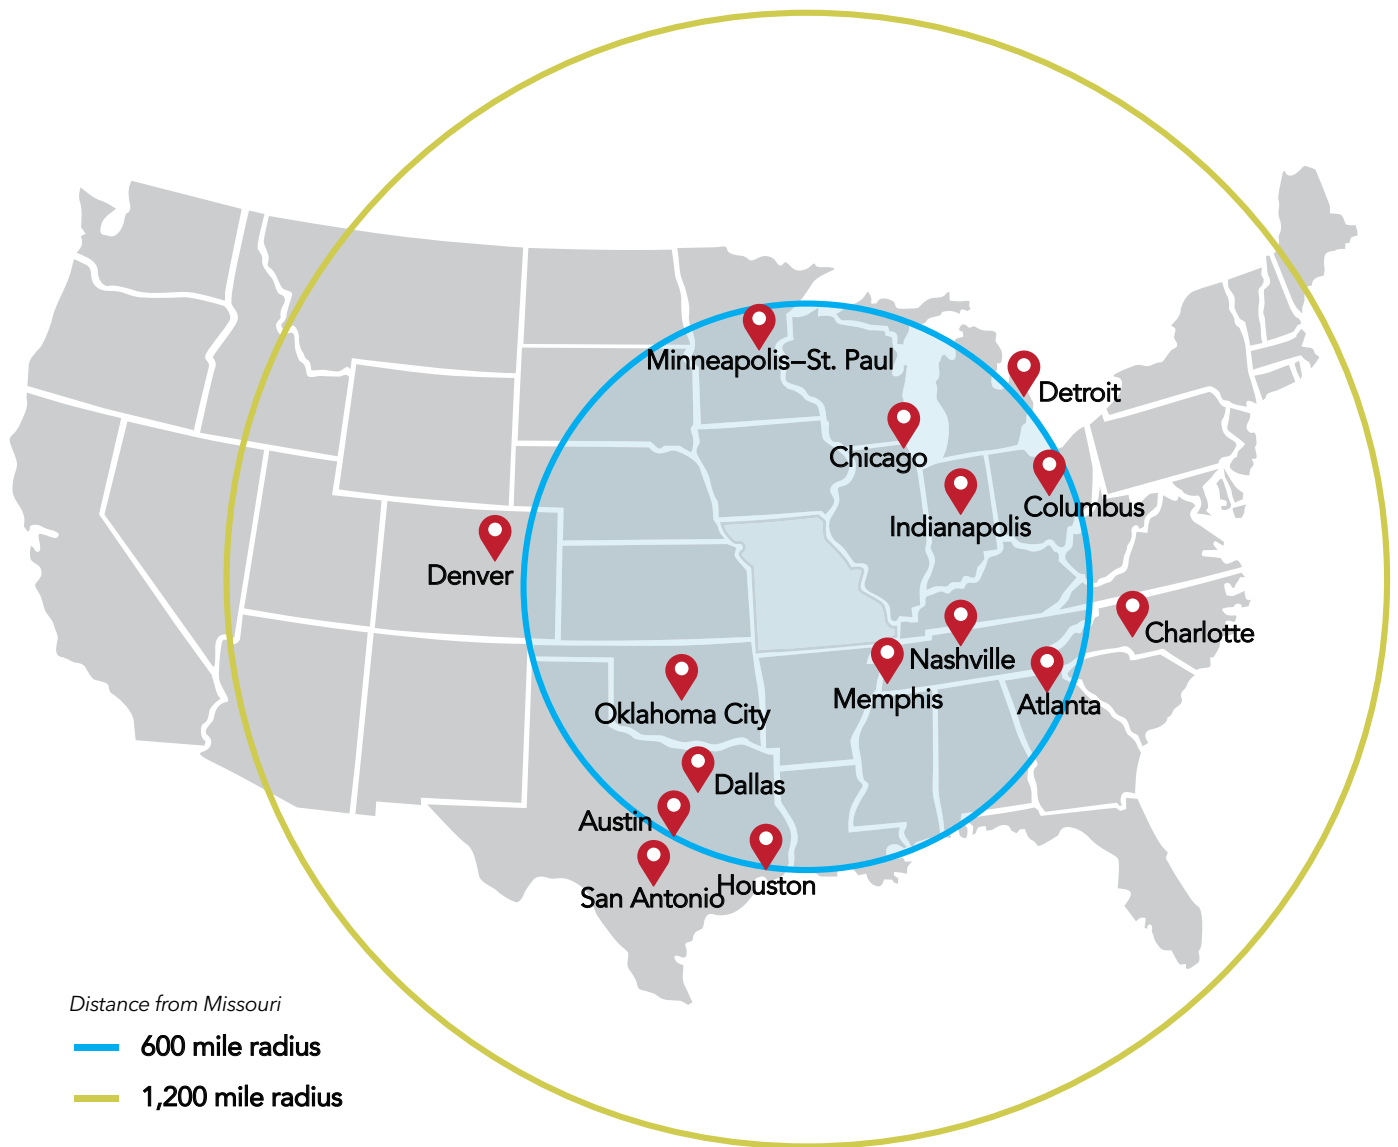 Minneapolis–St. Paul
Detroit
Chicago
Columbus
Indianapolis
Denver
Charlotte
Nashville
Memphis
Atlanta
Oklahoma City
Dallas
Austin
Houston
San Antonio
Distance from Missouri
600 mile radius
1,200 mile radius